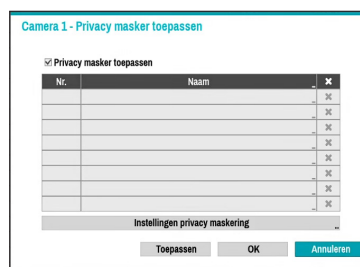 Camera 1 - Privacy masker toepassen
Privacy masker toepassen
Nr. Naam
Instellingen privacy maskering
Toepassen OK Annuleren